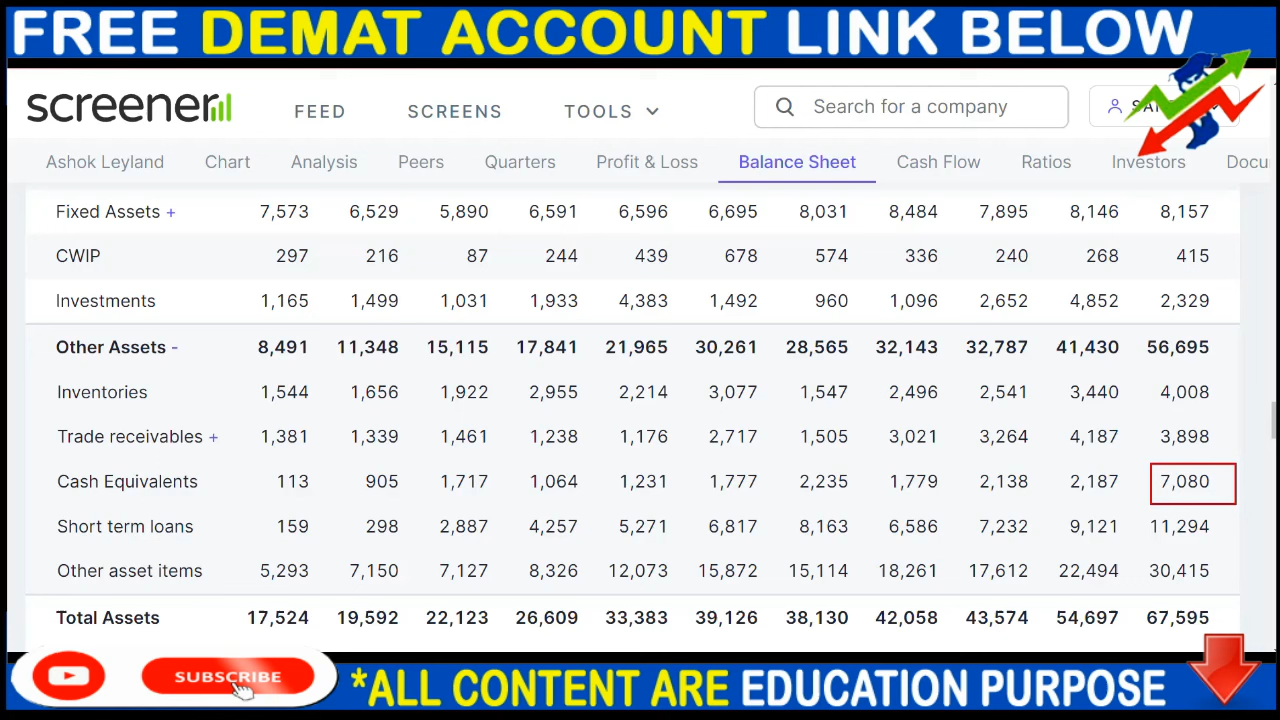 FREE DEMAT ACCOUNT LINK BELOW
screener FEED SCREENS TOOLS Search for a company
Ashok Leyland Chart Analysis Peers Quarters Profit & Loss Balance Sheet Cash Flow Ratios Investors Docu
Fixed Assets + 7,573 6,529 5,890 6,591 6,596 6,695 8,031 8,484 7,895 8,146 8,157
CWIP 297 216 87 244 439 678 574 336 240 268 415
Investments 1,165 1,499 1,031 1,933 4,383 1,492 960 1,096 2,652 4,852 2,329
Other Assets - 8,491 11,348 15,115 17,841 21,965 30,261 28,565 32,143 32,787 41,430 56,695
Inventories 1,544 1,656 1,922 2,955 2,214 3,077 1,547 2,496 2,541 3,440 4,008
Trade receivables + 1,381 1,339 1,461 1,238 1,176 2,717 1,505 3,021 3,264 4,187 3,898
Cash Equivalents 113 905 1,717 1,064 1,231 1,777 2,235 1,779 2,138 2,187 7,080
Short term loans 159 298 2,887 4,257 5,271 6,817 8,163 6,586 7,232 9,121 11,294
Other asset items 5,293 7,150 7,127 8,326 12,073 15,872 15,114 18,261 17,612 22,494 30,415
Total Assets 17,524 19,592 22,123 26,609 33,383 39,126 38,130 42,058 43,574 54,697 67,595
SUBSCRIBE
*ALL CONTENT ARE EDUCATION PURPOSE